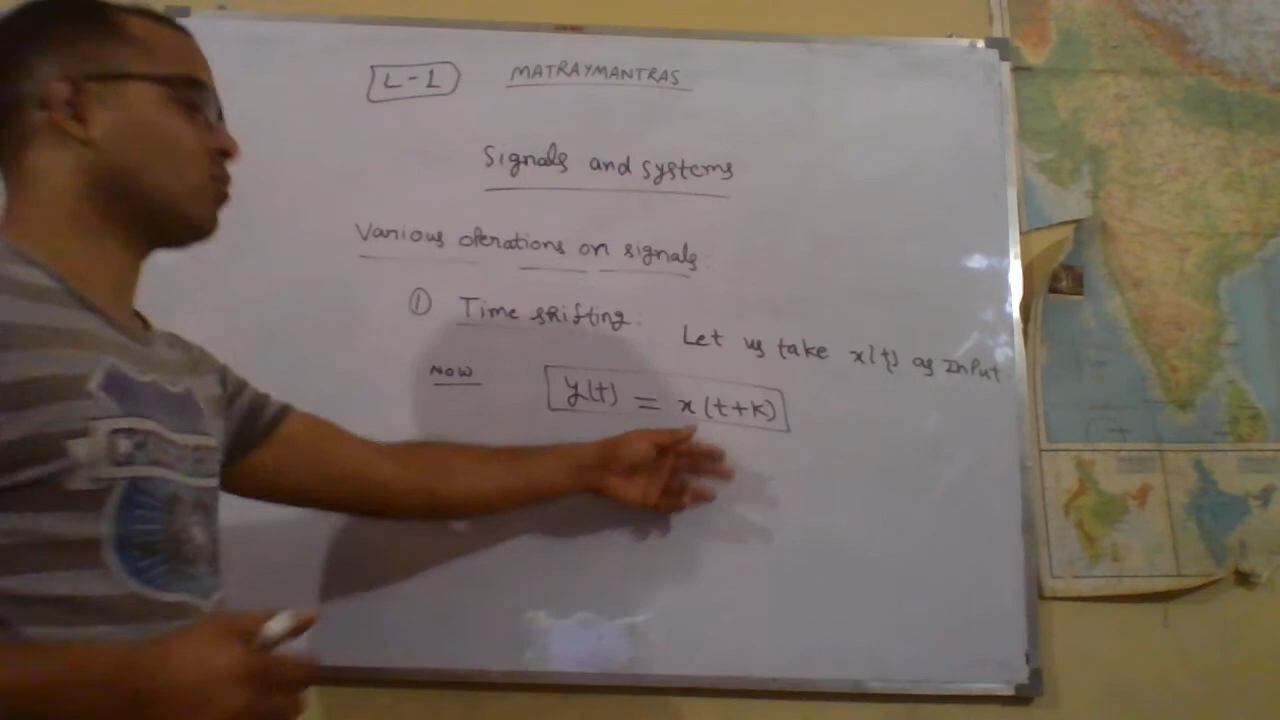 L-1 MATRAYMANTRAS
Signals and systems
Various operations on signals:
① Time shifting: Let us take x(t) as InPut
NOW y(t) = x(t+k)